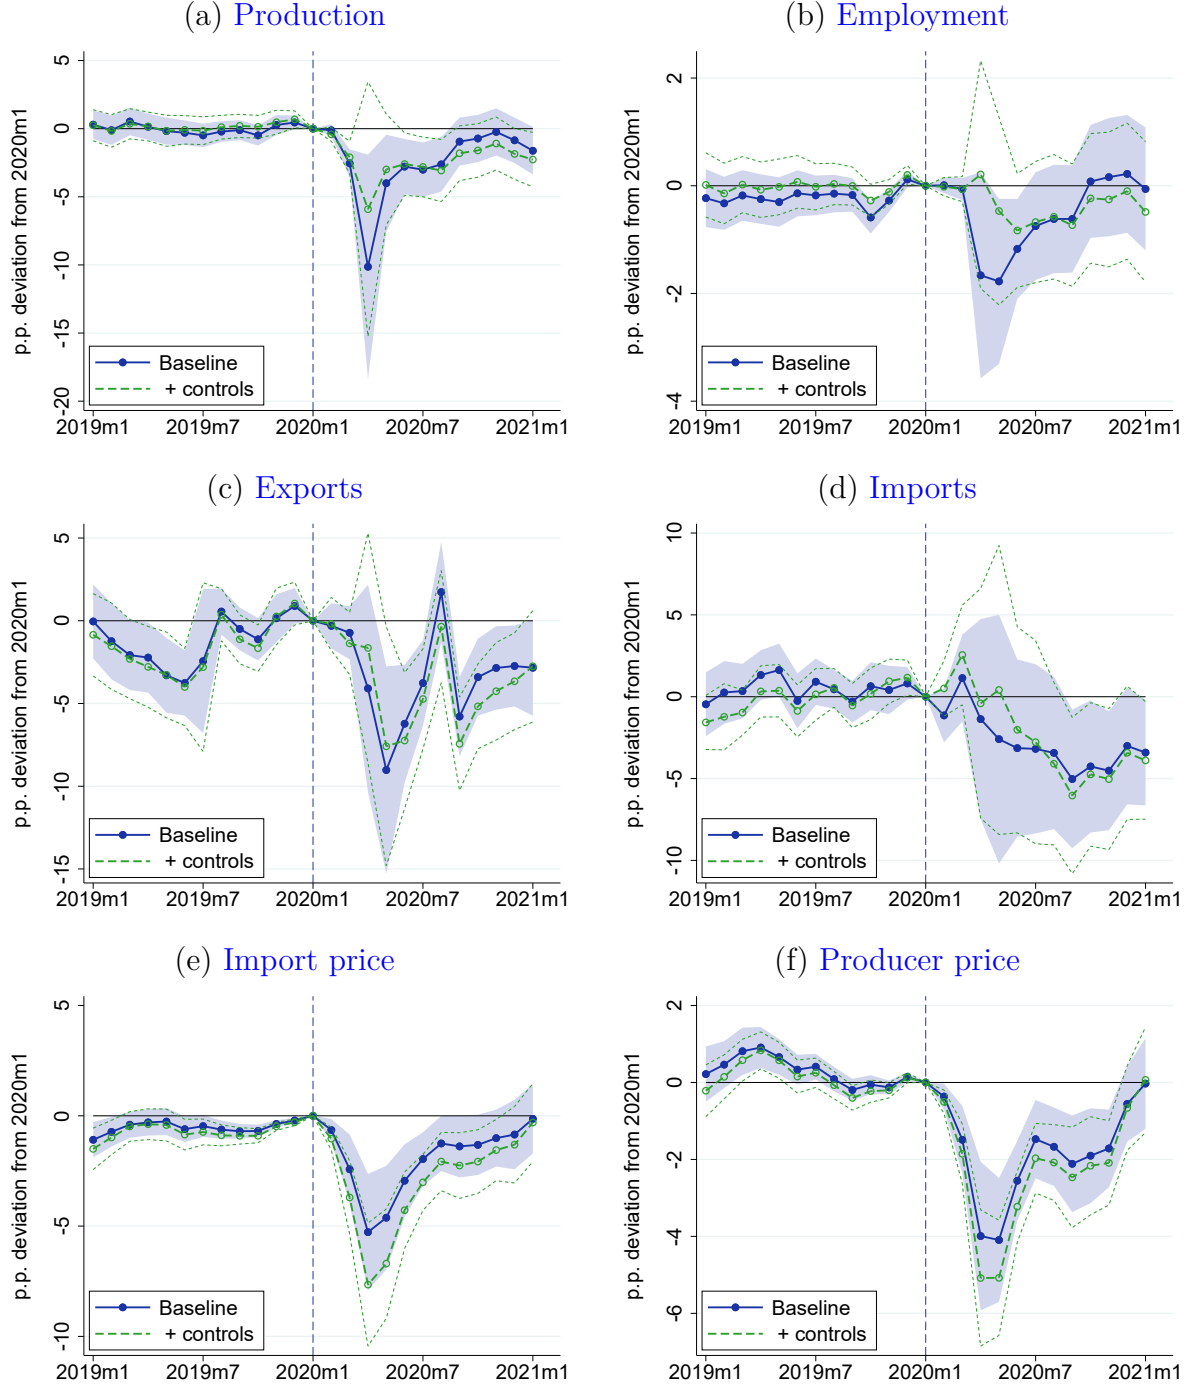 (a) Production
p.p. deviation from 2020m1
5
0
-5
-10
-15
-20
Baseline
+ controls
2019m1 2019m7 2020m1 2020m7 2021m1
(b) Employment
p.p. deviation from 2020m1
2
0
-2
-4
Baseline
+ controls
2019m1 2019m7 2020m1 2020m7 2021m1
(c) Exports
p.p. deviation from 2020m1
5
0
-5
-10
-15
Baseline
+ controls
2019m1 2019m7 2020m1 2020m7 2021m1
(d) Imports
p.p. deviation from 2020m1
10
5
0
-5
-10
Baseline
+ controls
2019m1 2019m7 2020m1 2020m7 2021m1
(e) Import price
p.p. deviation from 2020m1
5
0
-5
-10
Baseline
+ controls
2019m1 2019m7 2020m1 2020m7 2021m1
(f) Producer price
p.p. deviation from 2020m1
2
0
-2
-4
-6
Baseline
+ controls
2019m1 2019m7 2020m1 2020m7 2021m1